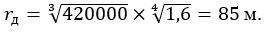 r_д = ∛420000 × ∜1,6 = 85 м.